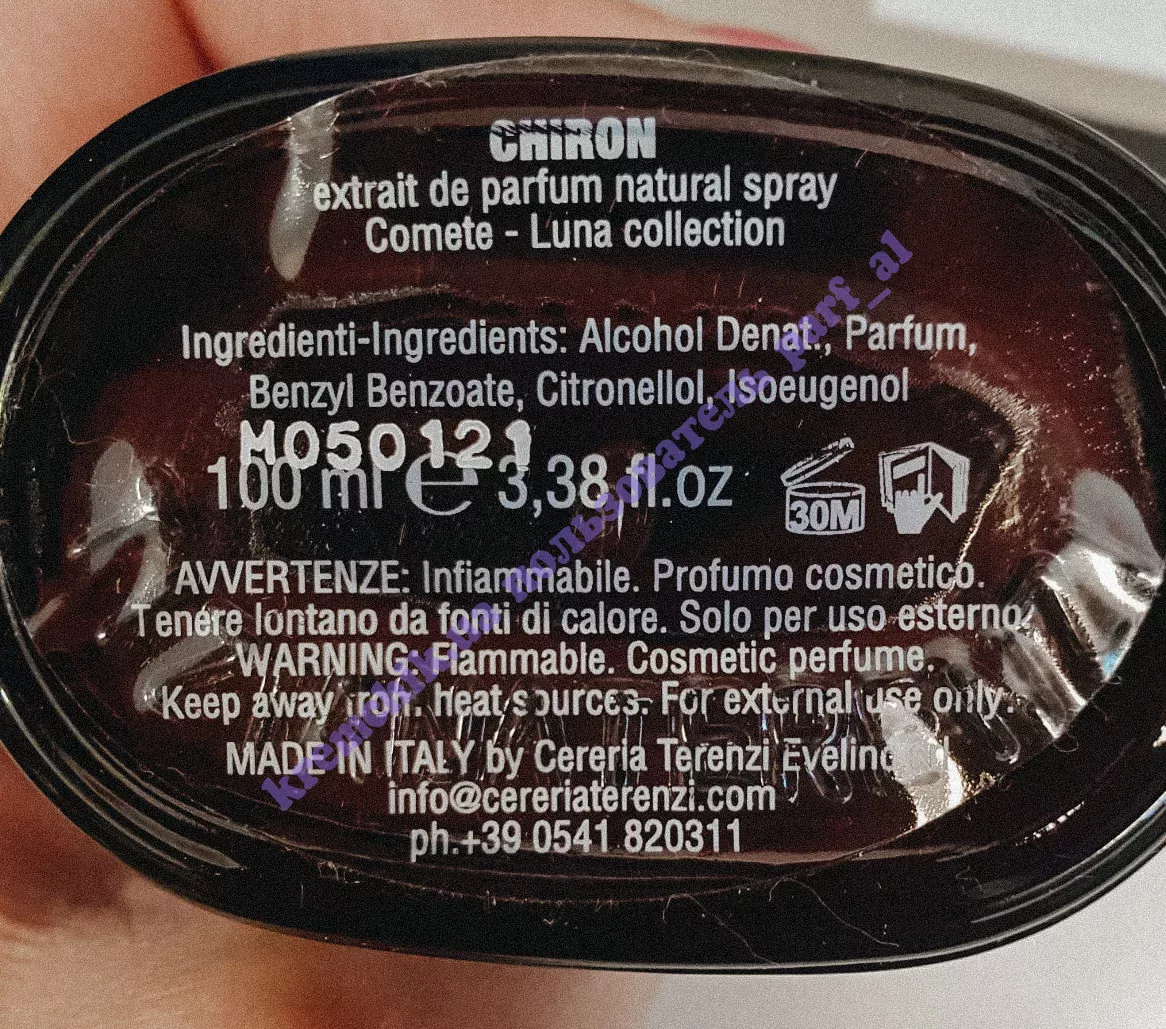 CHIRON
extrait de parfum natural spray
Comete - Luna collection
Ingredienti-Ingredients: Alcohol Denat., Parfum,
Benzyl Benzoate, Citronellol, Isoeugenol
M050121
100 ml e 3,38 fl.oz
30M
AVVERTENZE: Infiammabile. Profumo cosmetico.
Tenere lontano da fonti di calore. Solo per uso esterno.
WARNING: Flammable. Cosmetic perfume.
Keep away from heat sources. For external use only.
MADE IN ITALY by Cereria Terenzi Evelino
info@cereriaterenzi.com
ph.+39 0541 820311
пользователь parf_al